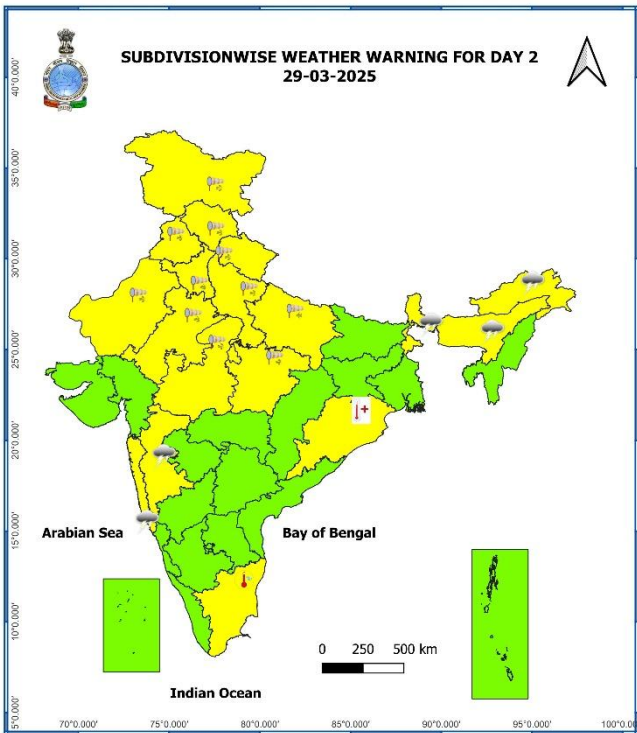 SUBDIVISIONWISE WEATHER WARNING FOR DAY 2
29-03-2025
40°0.000'
35°0.000'
30°0.000'
25°0.000'
20°0.000'
15°0.000'
10°0.000'
5°0.000'
Arabian Sea
Bay of Bengal
0 250 500 km
Indian Ocean
70°0.000' 75°0.000' 80°0.000' 85°0.000' 90°0.000' 95°0.000' 100°0.0